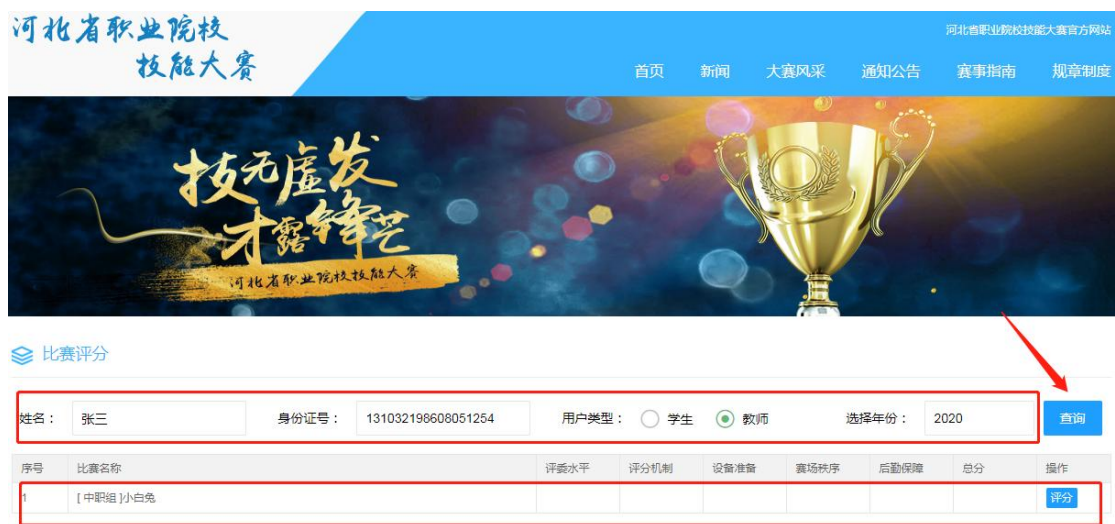 河北省职业院校
技能大赛
河北省职业院校技能大赛官方网站
首页 新闻 大赛风采 通知公告 赛事指南 规章制度
技无虚发
才露锋芒
河北省职业院校技能大赛
比赛评分
姓名： 张三 身份证号： 131032198608051254 用户类型： 学生 教师 选择年份： 2020 查询
序号 比赛名称 评委水平 评分机制 设备准备 赛场秩序 后勤保障 总分 操作
1 [ 中职组 ]小白兔 评分